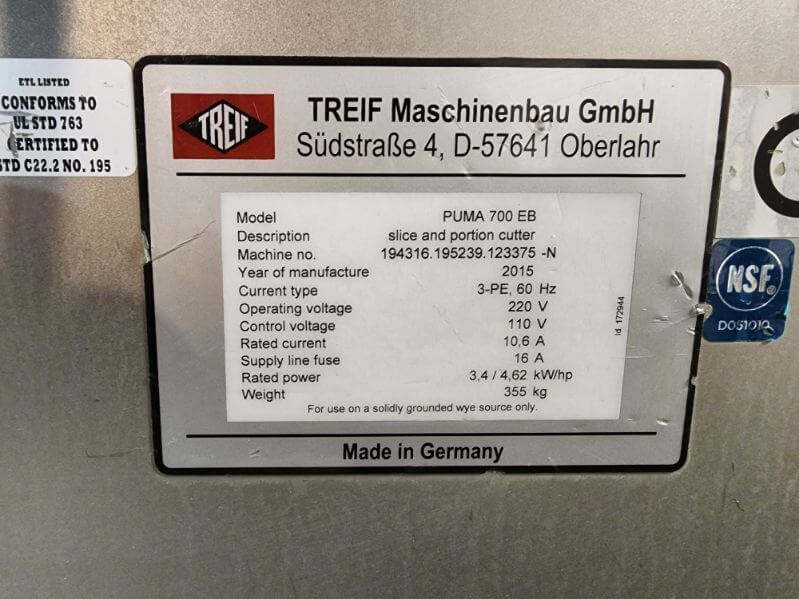 ETL LISTED
CONFORMS TO
UL STD 763
CERTIFIED TO
STD C22.2 NO. 195
TREIF
TREIF Maschinenbau GmbH
Südstraße 4, D-57641 Oberlahr
Model PUMA 700 EB
Description slice and portion cutter
Machine no. 194316.195239.123375 -N
Year of manufacture 2015
Current type 3-PE, 60 Hz
Operating voltage 220 V
Control voltage 110 V
Rated current 10,6 A
Supply line fuse 16 A
Rated power 3,4 / 4,62 kW/hp
Weight 355 kg
For use on a solidly grounded wye source only.
Id. 172944
Made in Germany
NSF®
D051010